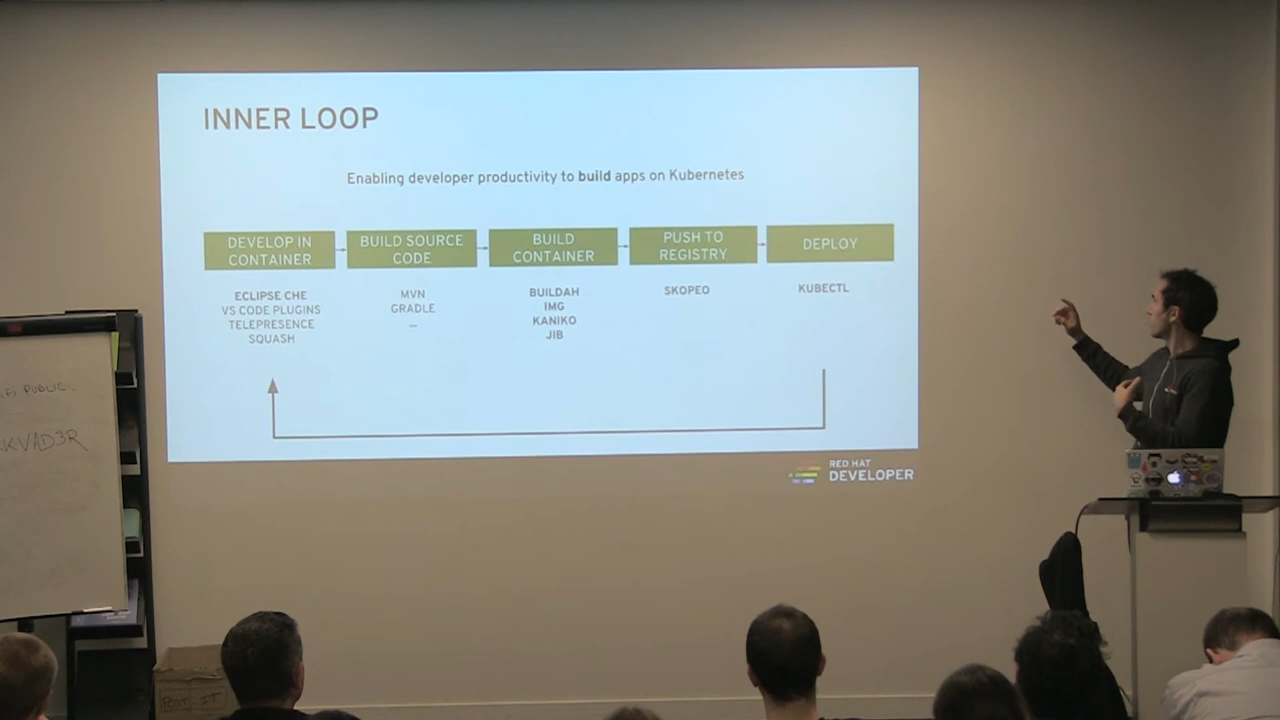 INNER LOOP
Enabling developer productivity to build apps on Kubernetes
DEVELOP IN
CONTAINER
BUILD SOURCE
CODE
BUILD
CONTAINER
PUSH TO
REGISTRY
DEPLOY
ECLIPSE CHE
VS CODE PLUGINS
TELEPRESENCE
SQUASH
MVN
GRADLE
...
BUILDAH
IMG
KANIKO
JIB
SKOPEO
KUBECTL
RED HAT
DEVELOPER
PUBLIC
KVAD3R